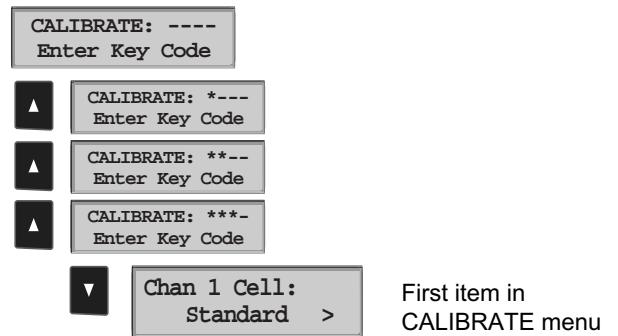 CALIBRATE: ----
Enter Key Code
CALIBRATE: *---
Enter Key Code
CALIBRATE: **--
Enter Key Code
CALIBRATE: ***-
Enter Key Code
Chan 1 Cell:
Standard >
First item in
CALIBRATE menu